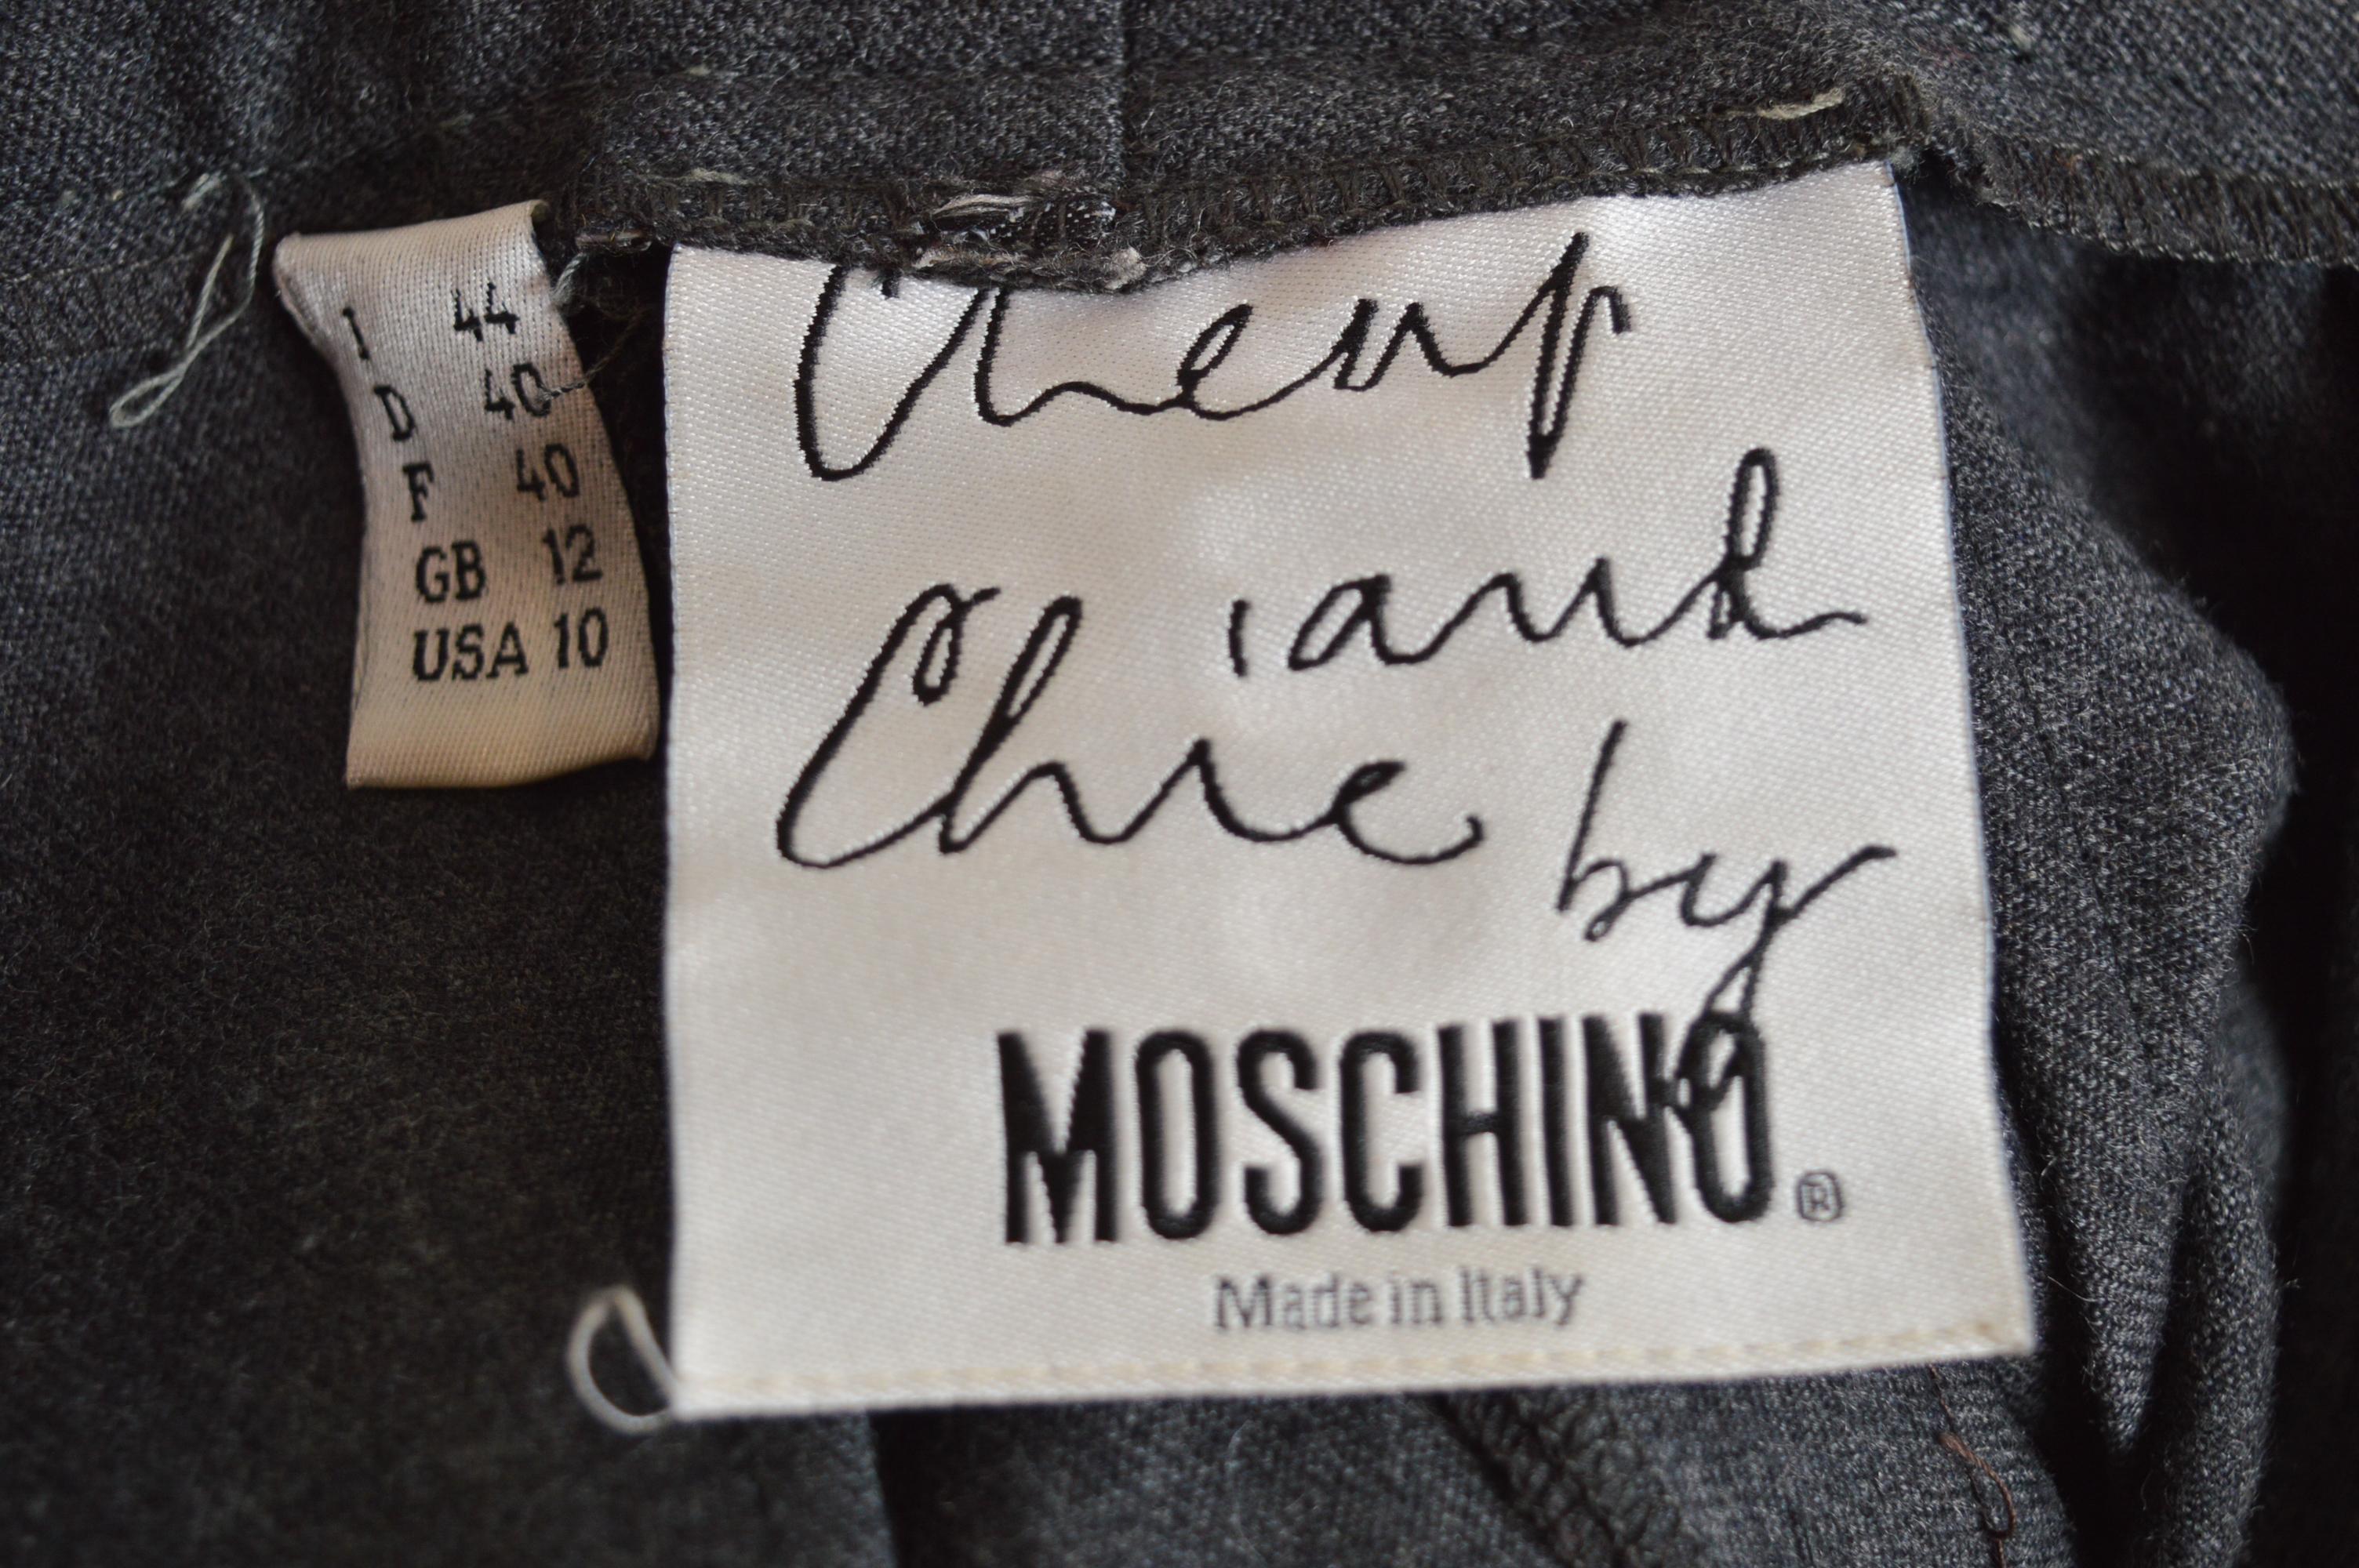 I 44
D 40
F 40
GB 12
USA 10
Cheap
and
Chic by
MOSCHINO ®
Made in Italy